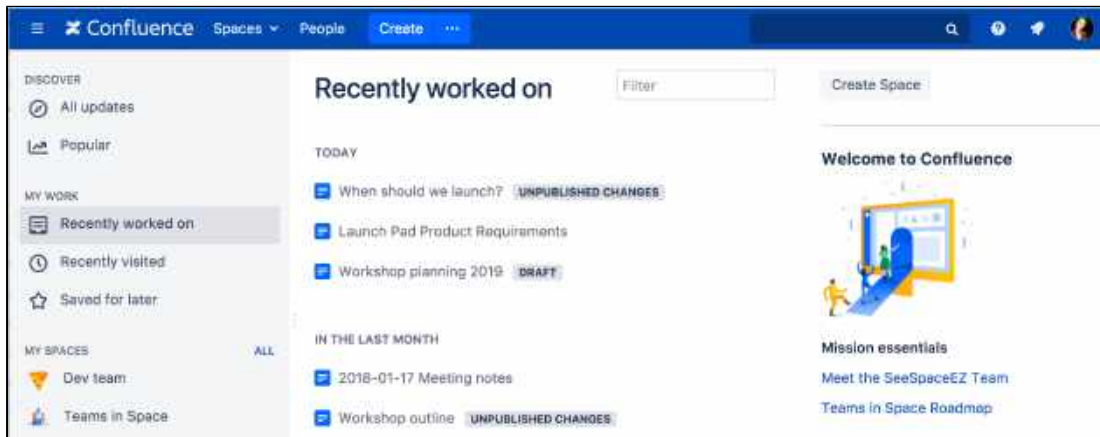 Confluence Spaces People Create ...
DISCOVER
All updates
Popular
MY WORK
Recently worked on
Recently visited
Saved for later
MY SPACES ALL
Dev team
Teams in Space
Recently worked on Filter
TODAY
When should we launch? UNPUBLISHED CHANGES
Launch Pad Product Requirements
Workshop planning 2019 DRAFT
IN THE LAST MONTH
2018-01-17 Meeting notes
Workshop outline UNPUBLISHED CHANGES
Create Space
Welcome to Confluence
Mission essentials
Meet the SeeSpaceEZ Team
Teams in Space Roadmap